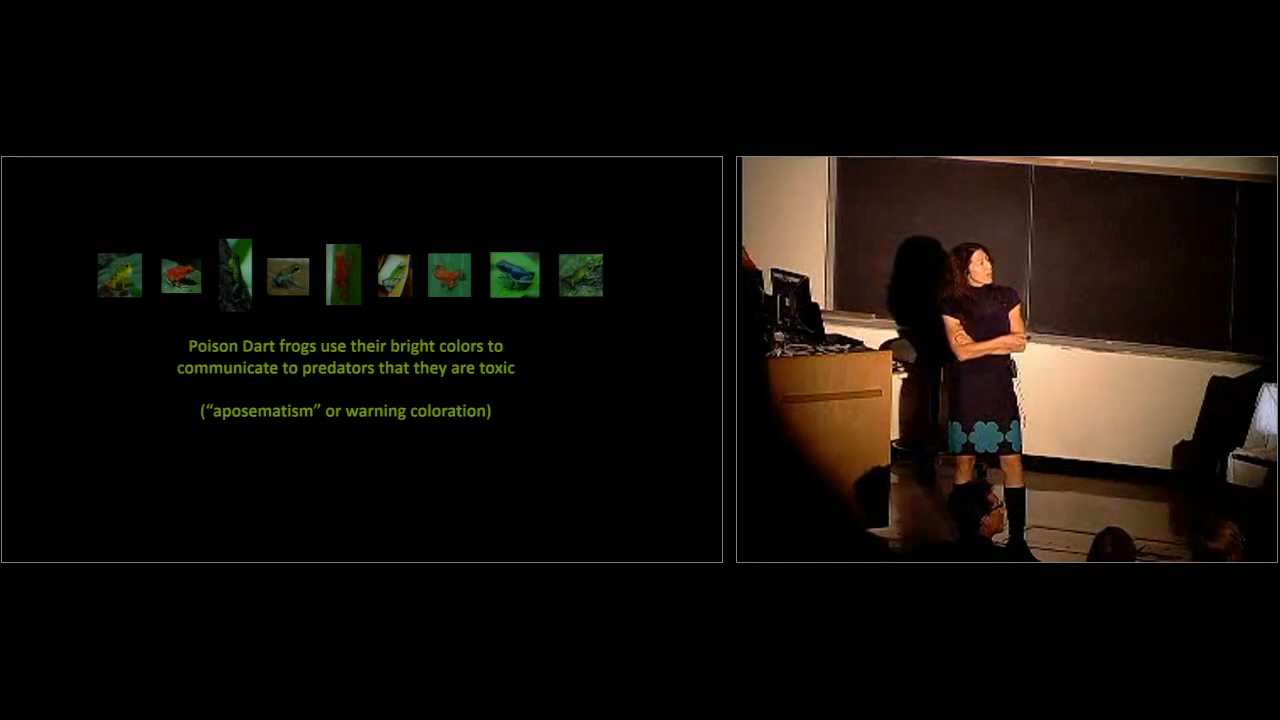 Poison Dart frogs use their bright colors to
communicate to predators that they are toxic
(“aposematism” or warning coloration)